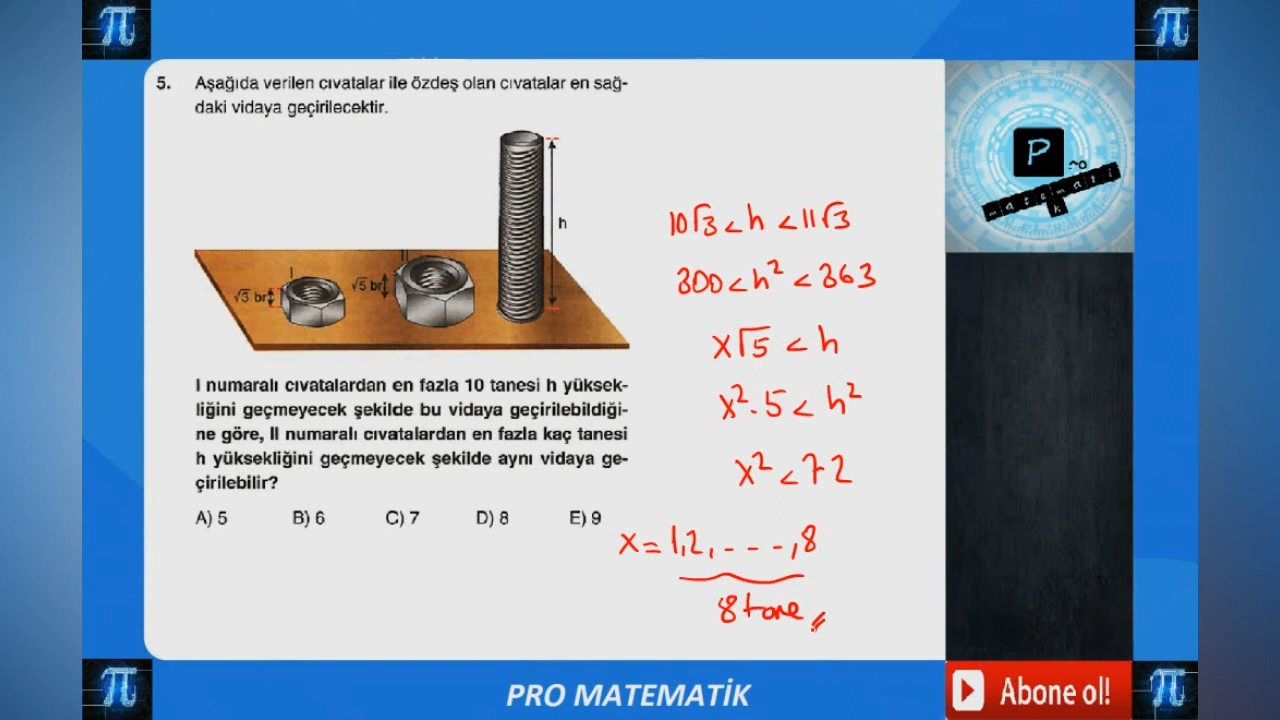 5. Aşağıda verilen cıvatalar ile özdeş olan cıvatalar en sağ-
daki vidaya geçirilecektir.
h
I
II
√3 br
√5 br
I numaralı cıvatalardan en fazla 10 tanesi h yüksek-
liğini geçmeyecek şekilde bu vidaya geçirilebildiği-
ne göre, II numaralı cıvatalardan en fazla kaç tanesi
h yüksekliğini geçmeyecek şekilde aynı vidaya ge-
çirilebilir?
A) 5 B) 6 C) 7 D) 8 E) 9
10√3 < h < 11√3
300 < h² < 363
x√5 < h
x².5 < h²
x² < 72
x = 1,2, - - - -, 8
8 tane
P
matematik
PRO MATEMATİK
Abone ol!
π
π
π
π